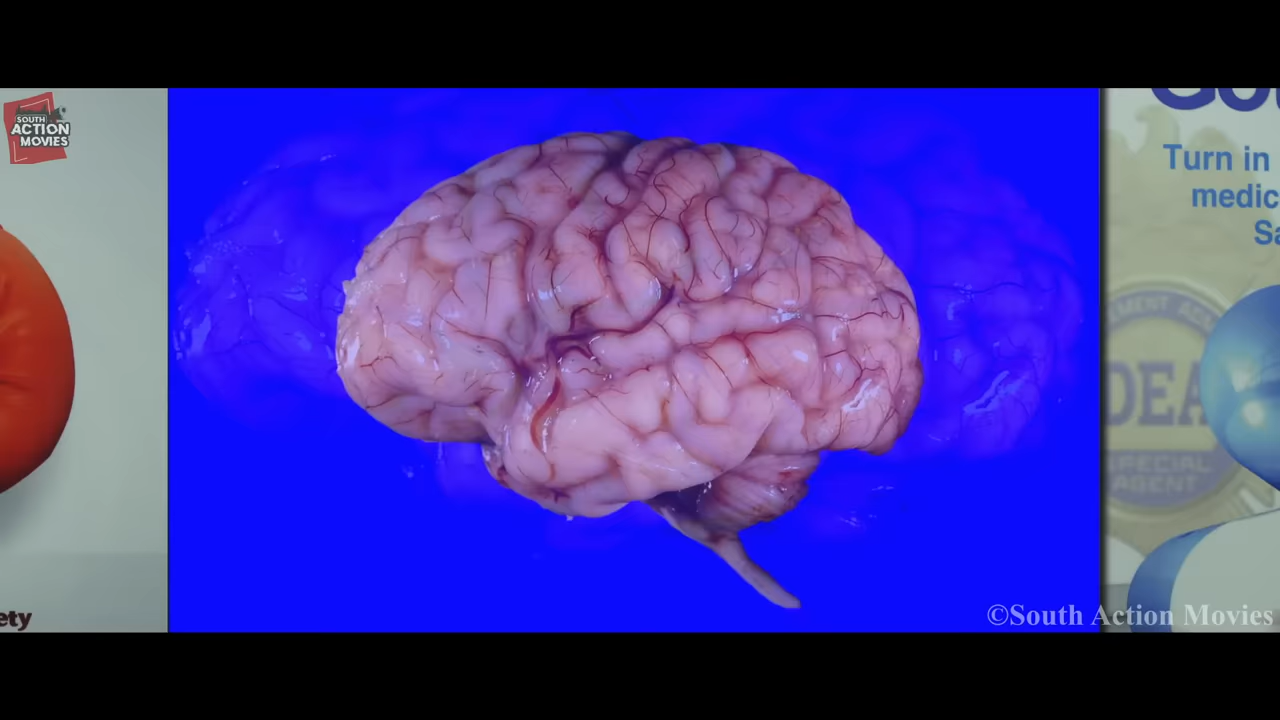 SOUTH
ACTION
MOVIES
ety
Turn in
medic
Sa
DEA
SPECIAL
AGENT
©South Action Movies